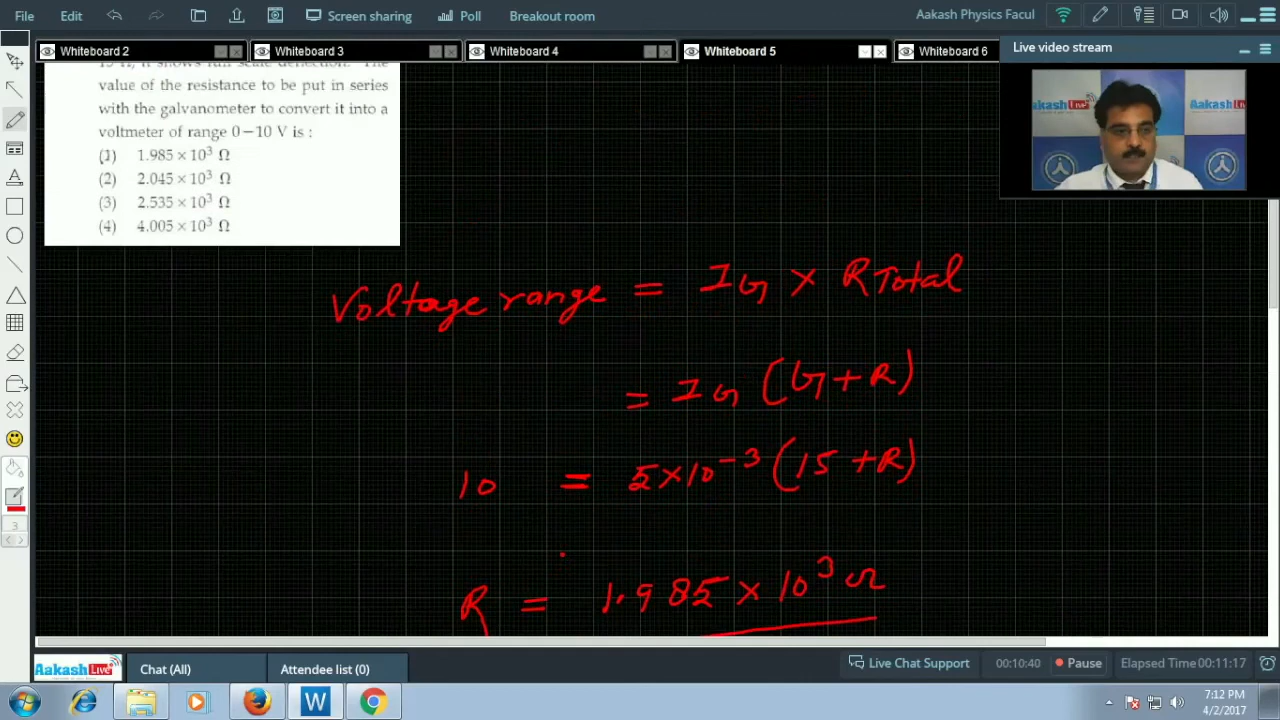 File Edit Screen sharing Poll Breakout room Aakash Physics Facul
Whiteboard 2 Whiteboard 3 Whiteboard 4 Whiteboard 5 Whiteboard 6
Live video stream
value of the resistance to be put in series
with the galvanometer to convert it into a
voltmeter of range 0−10 V is :
(1) 1.985 × 10³ Ω
(2) 2.045 × 10³ Ω
(3) 2.535 × 10³ Ω
(4) 4.005 × 10³ Ω
Voltage range = IG × RTotal
= IG (G+R)
10 = 5×10⁻³ (15 +R)
R = 1.985 × 10³ Ω
3
Aakash Live Chat (All) Attendee list (0) Live Chat Support 00:10:40 Pause Elapsed Time 00:11:17
7:12 PM
4/2/2017